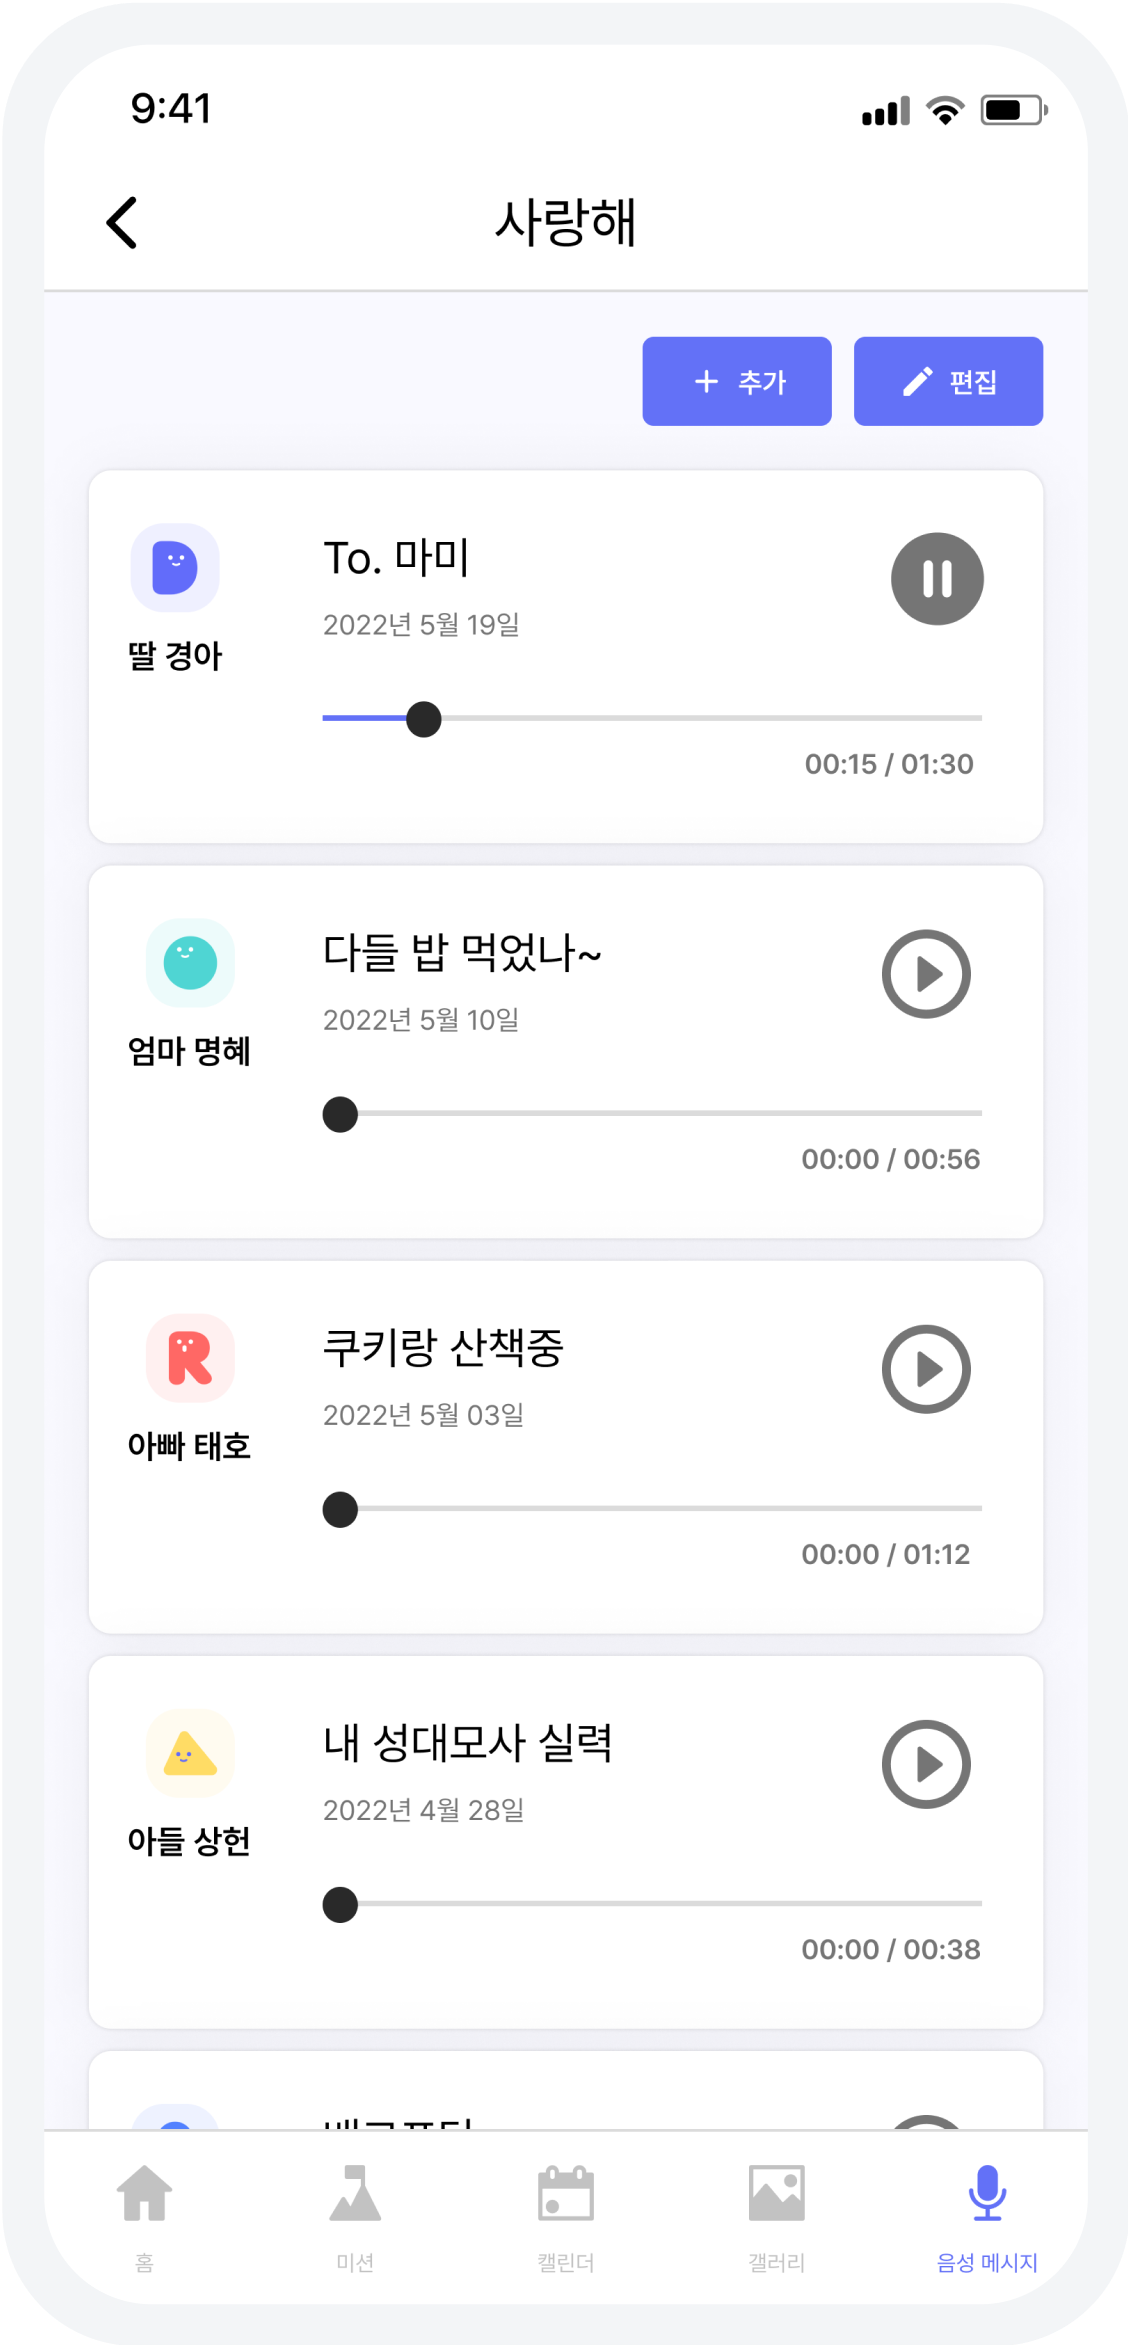 9:41
사랑해
+ 추가
편집
To. 마미
2022년 5월 19일
딸 경아
00:15 / 01:30
다들 밥 먹었나~
2022년 5월 10일
엄마 명혜
00:00 / 00:56
쿠키랑 산책중
2022년 5월 03일
아빠 태호
00:00 / 01:12
내 성대모사 실력
2022년 4월 28일
아들 상헌
00:00 / 00:38
홈
미션
캘린더
갤러리
음성 메시지